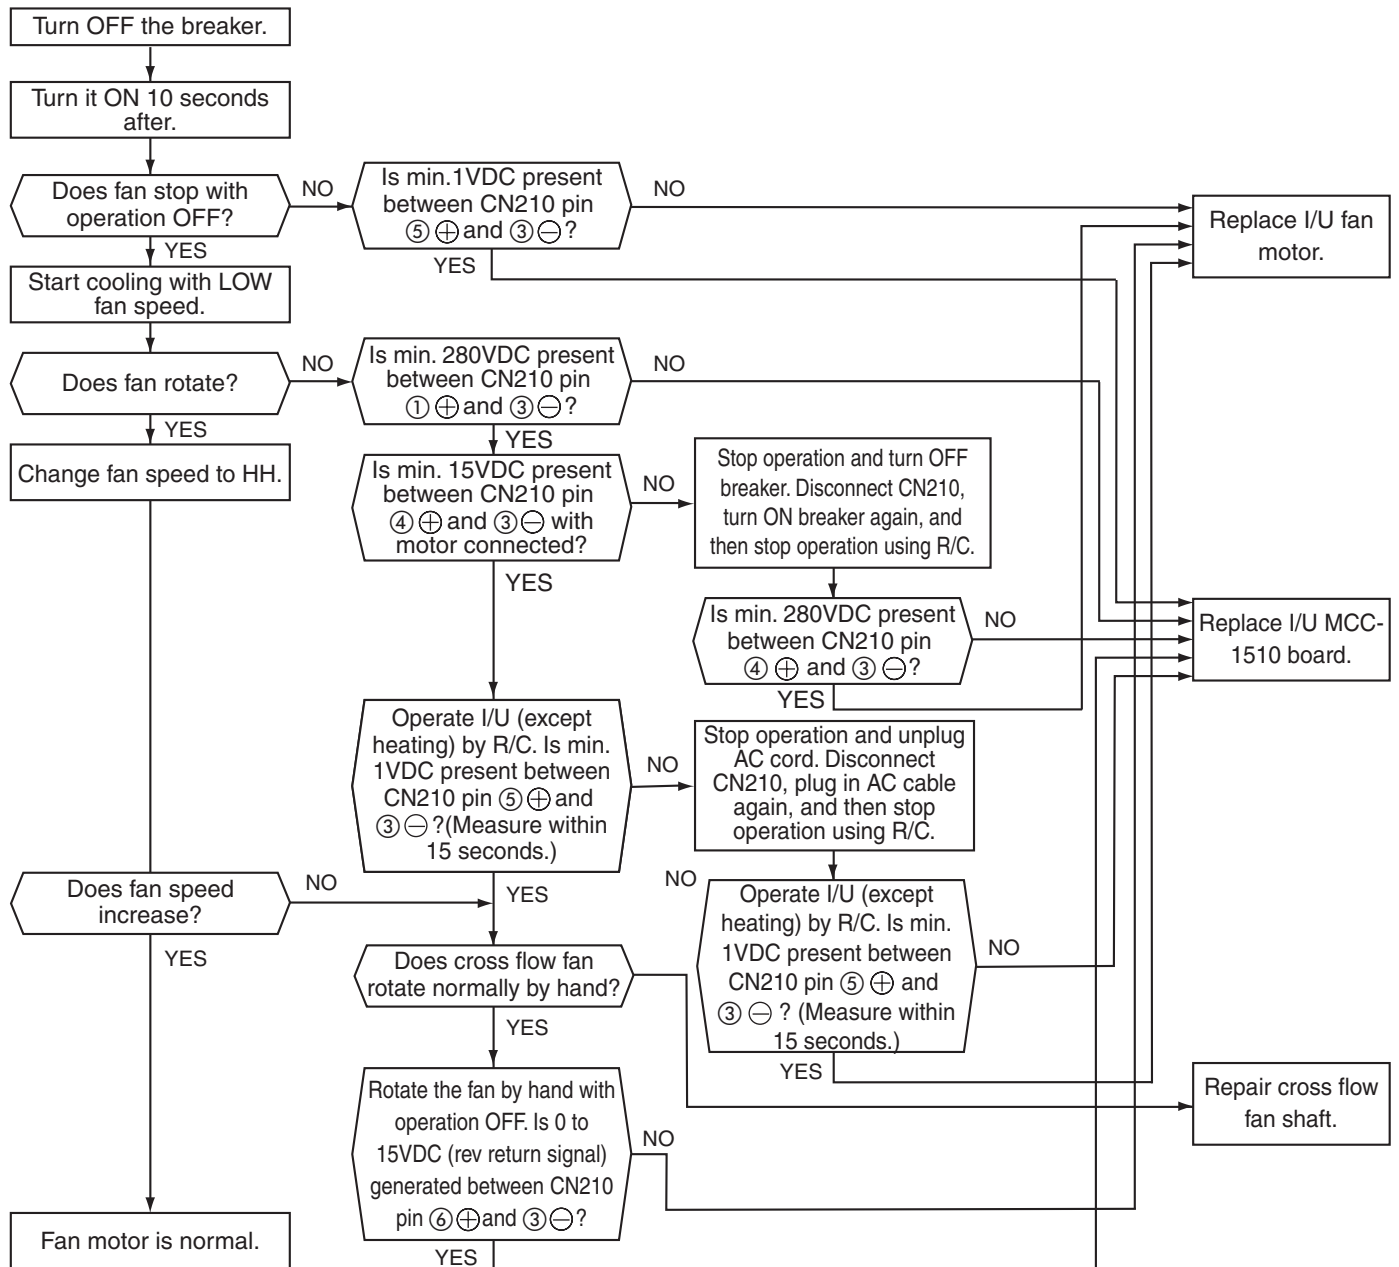 Turn OFF the breaker.
Turn it ON 10 seconds
after.
Does fan stop with
operation OFF?
NO
YES
Is min.1VDC present
between CN210 pin
⑤ ⊕ and ③ ⊖ ?
NO
YES
Replace I/U fan
motor.
Start cooling with LOW
fan speed.
Does fan rotate?
NO
YES
Is min. 280VDC present
between CN210 pin
① ⊕ and ③ ⊖ ?
NO
YES
Change fan speed to HH.
Is min. 15VDC present
between CN210 pin
④ ⊕ and ③ ⊖ with
motor connected?
NO
YES
Stop operation and turn OFF
breaker. Disconnect CN210,
turn ON breaker again, and
then stop operation using R/C.
Is min. 280VDC present
between CN210 pin
④ ⊕ and ③ ⊖ ?
NO
YES
Replace I/U MCC-
1510 board.
Operate I/U (except
heating) by R/C. Is min.
1VDC present between
CN210 pin ⑤ ⊕ and
③ ⊖ ?(Measure within
15 seconds.)
NO
YES
Stop operation and unplug
AC cord. Disconnect
CN210, plug in AC cable
again, and then stop
operation using R/C.
Does fan speed
increase?
NO
YES
NO
Operate I/U (except
heating) by R/C. Is min.
1VDC present between
CN210 pin ⑤ ⊕ and
③ ⊖ ? (Measure within
15 seconds.)
NO
YES
Does cross flow fan
rotate normally by hand?
YES
Repair cross flow
fan shaft.
Rotate the fan by hand with
operation OFF. Is 0 to
15VDC (rev return signal)
generated between CN210
pin ⑥ ⊕ and ③ ⊖ ?
NO
YES
Fan motor is normal.